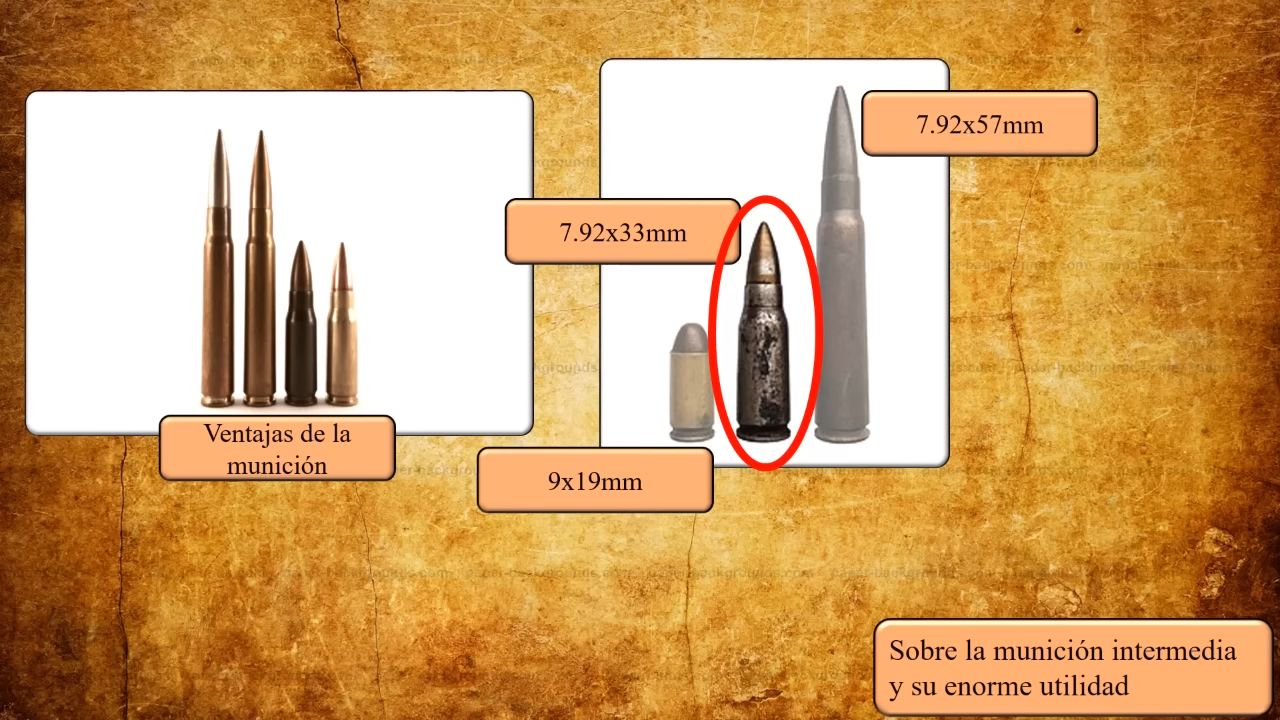 7.92x57mm
7.92x33mm
Ventajas de la
munición
9x19mm
Sobre la munición intermedia
y su enorme utilidad